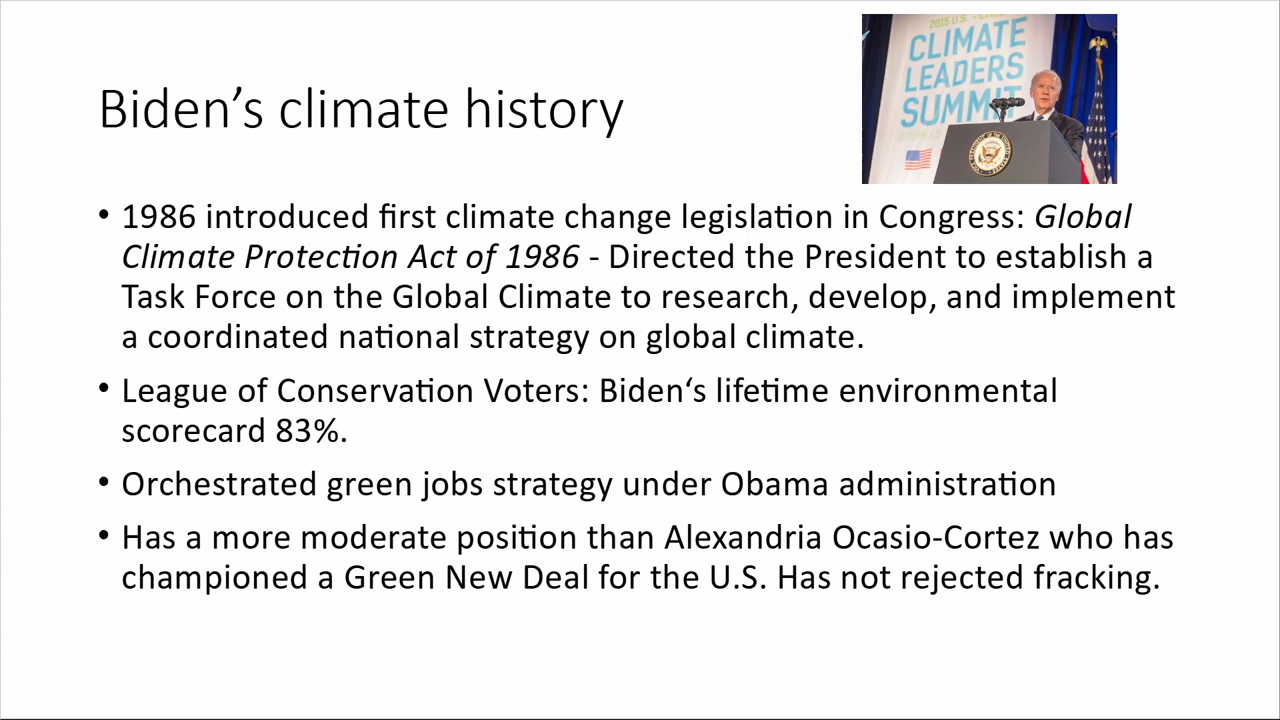 2015 U.S. -
CLIMATE
LEADERS
SUMMIT
Biden’s climate history
• 1986 introduced first climate change legislation in Congress: Global
Climate Protection Act of 1986 - Directed the President to establish a
Task Force on the Global Climate to research, develop, and implement
a coordinated national strategy on global climate.
• League of Conservation Voters: Biden‘s lifetime environmental
scorecard 83%.
• Orchestrated green jobs strategy under Obama administration
• Has a more moderate position than Alexandria Ocasio-Cortez who has
championed a Green New Deal for the U.S. Has not rejected fracking.